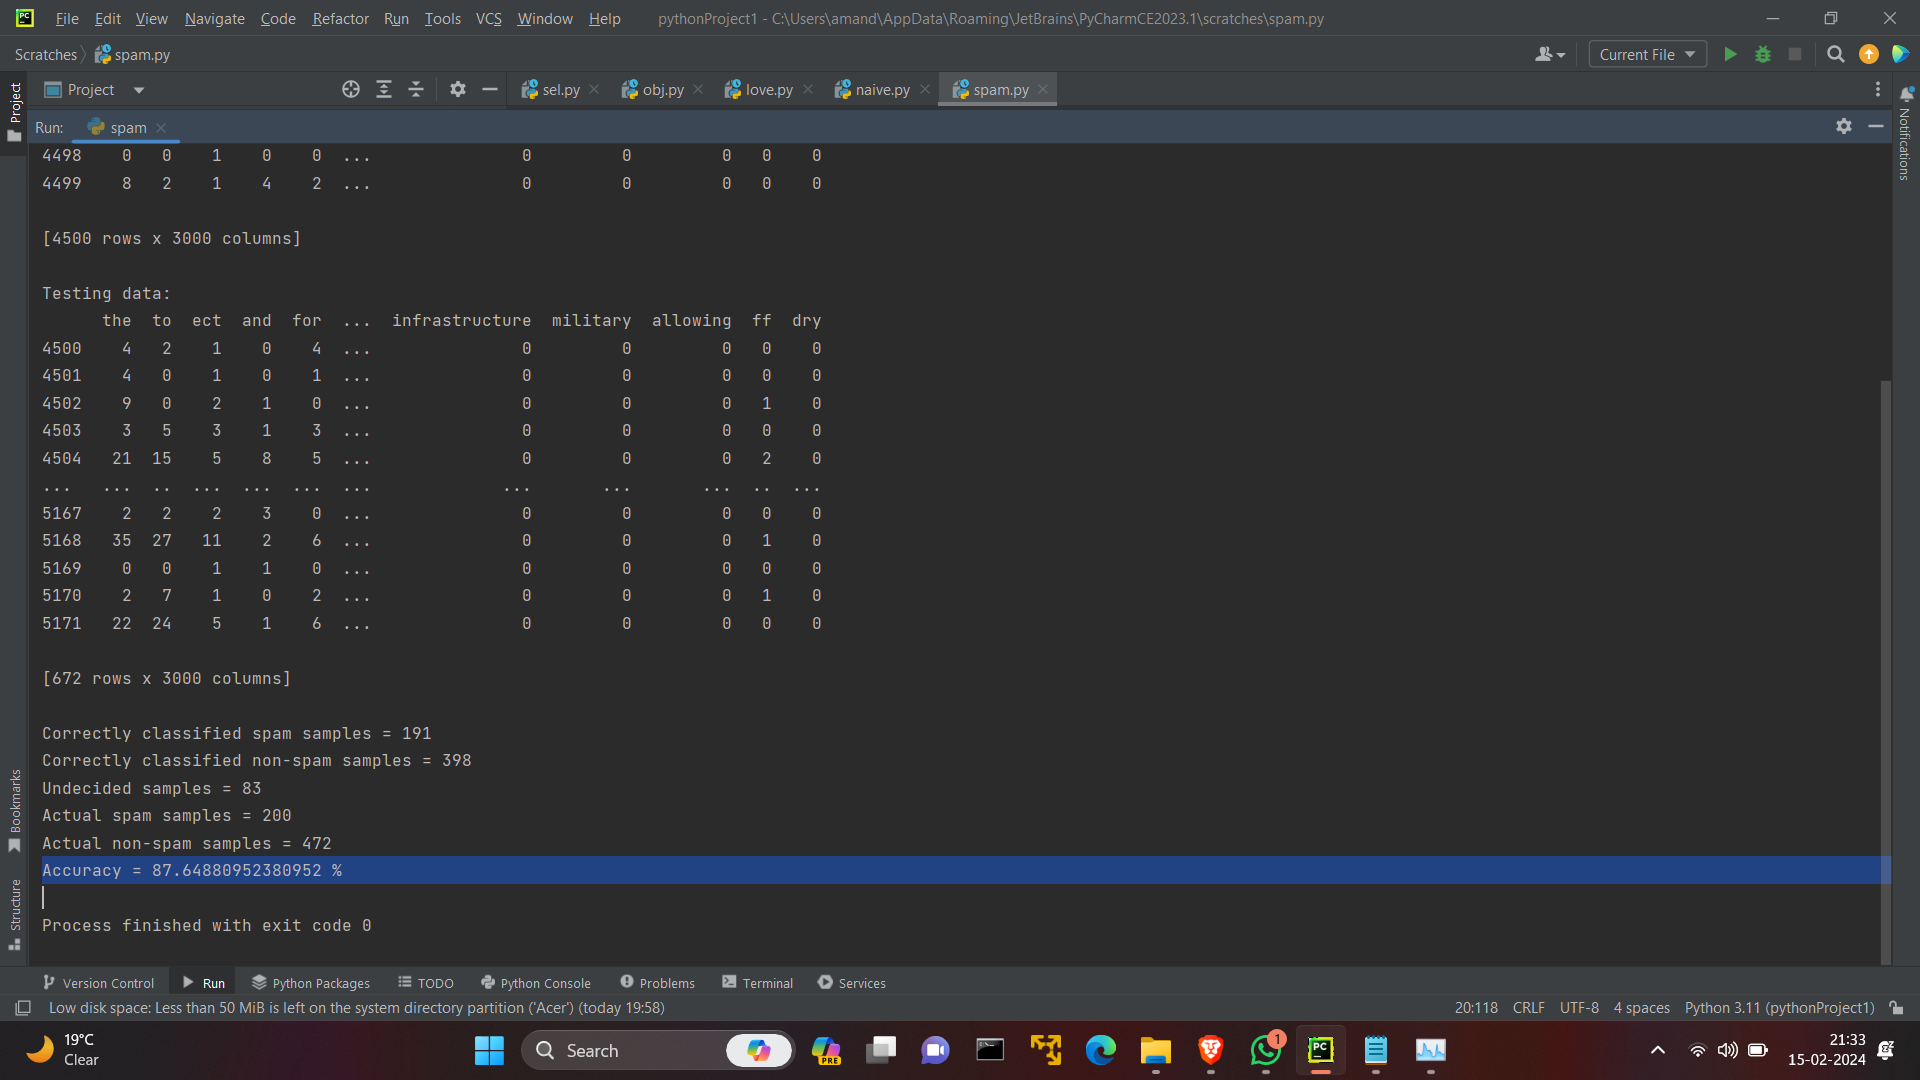 File Edit View Navigate Code Refactor Run Tools VCS Window Help pythonProject1 - C:\Users\amand\AppData\Roaming\JetBrains\PyCharmCE2023.1\scratches\spam.py
Scratches spam.py Current File
Project sel.py obj.py love.py naive.py spam.py
Run: spam
4498 0 0 1 0 0 ... 0 0 0 0 0
4499 8 2 1 4 2 ... 0 0 0 0 0
[4500 rows x 3000 columns]
Testing data:
the to ect and for ... infrastructure military allowing ff dry
4500 4 2 1 0 4 ... 0 0 0 0 0
4501 4 0 1 0 1 ... 0 0 0 0 0
4502 9 0 2 1 0 ... 0 0 0 1 0
4503 3 5 3 1 3 ... 0 0 0 0 0
4504 21 15 5 8 5 ... 0 0 0 2 0
... ... .. ... ... ... ... ... ... ... .. ...
5167 2 2 2 3 0 ... 0 0 0 0 0
5168 35 27 11 2 6 ... 0 0 0 1 0
5169 0 0 1 1 0 ... 0 0 0 0 0
5170 2 7 1 0 2 ... 0 0 0 1 0
5171 22 24 5 1 6 ... 0 0 0 0 0
[672 rows x 3000 columns]
Correctly classified spam samples = 191
Correctly classified non-spam samples = 398
Undecided samples = 83
Actual spam samples = 200
Actual non-spam samples = 472
Accuracy = 87.64880952380952 %
Process finished with exit code 0
Project
Bookmarks
Structure
Notifications
Version Control Run Python Packages TODO Python Console Problems Terminal Services
Low disk space: Less than 50 MiB is left on the system directory partition ('Acer') (today 19:58) 20:118 CRLF UTF-8 4 spaces Python 3.11 (pythonProject1)
19°C
Clear
Search
PRE
1
PC
21:33
15-02-2024